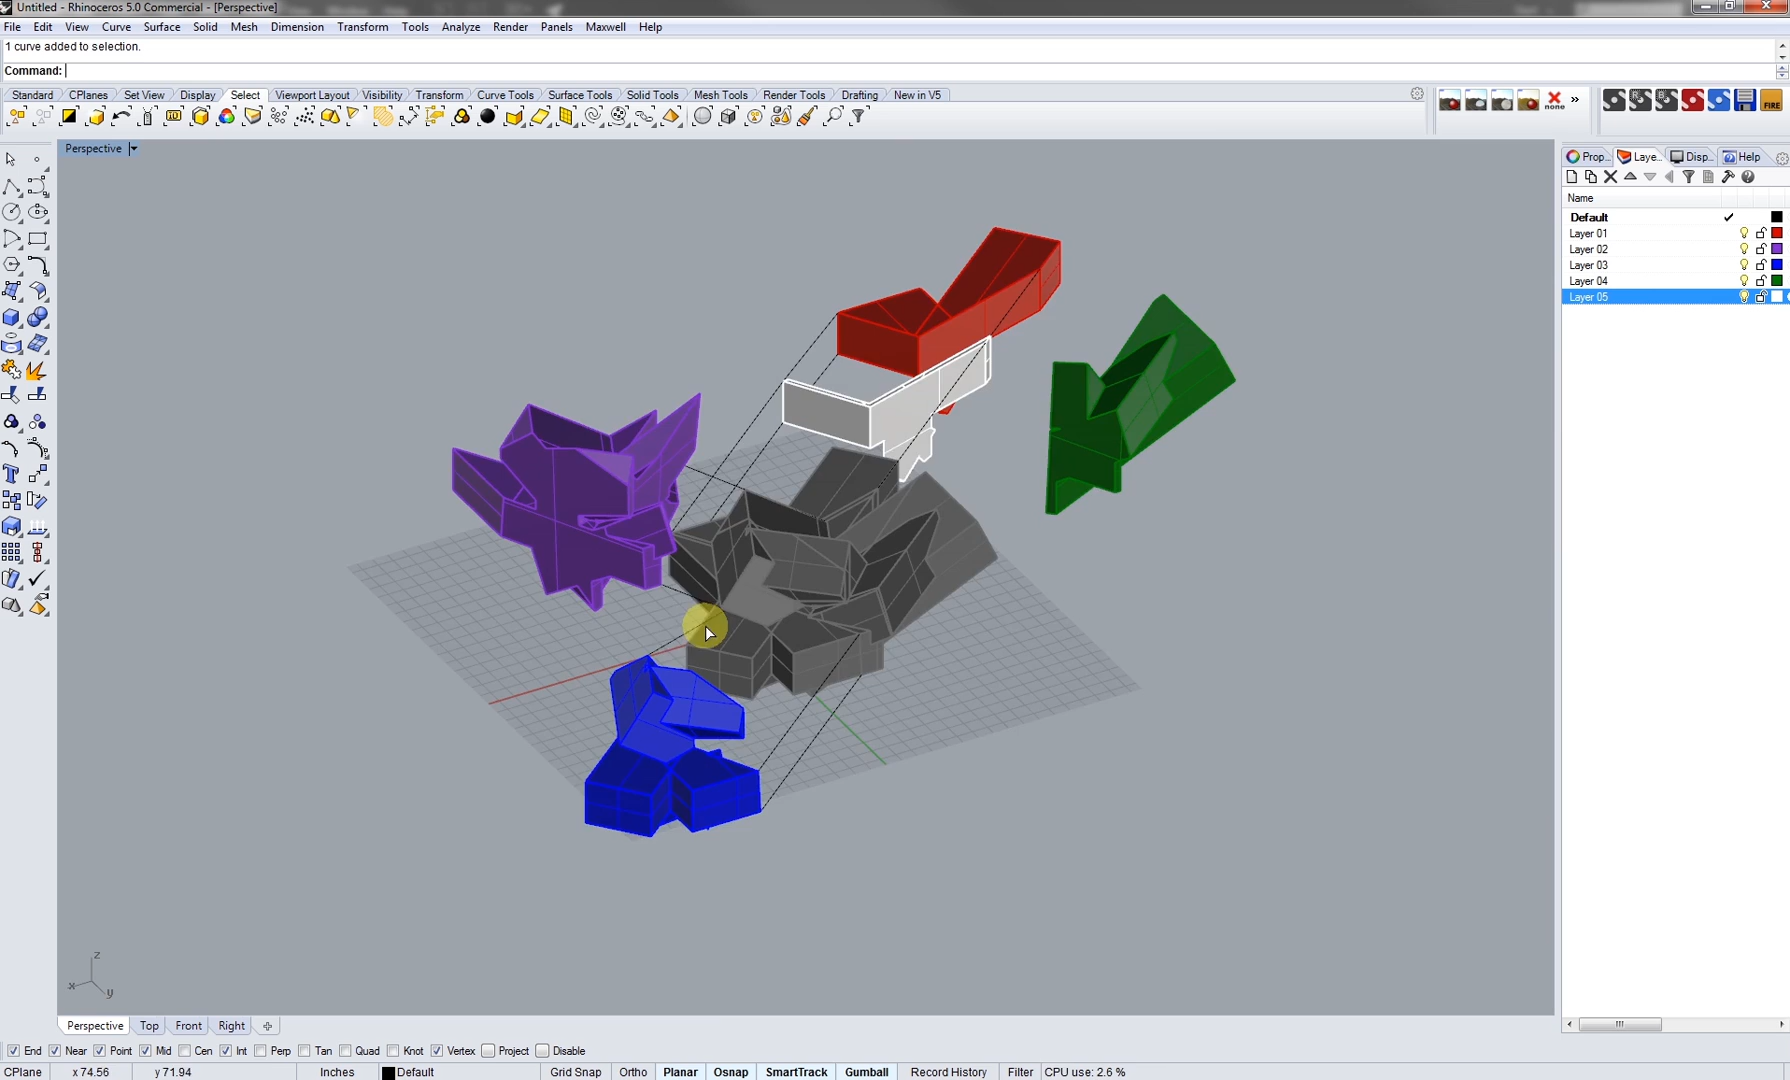 Untitled - Rhinoceros 5.0 Commercial - [Perspective]
File Edit View Curve Surface Solid Mesh Dimension Transform Tools Analyze Render Panels Maxwell Help
1 curve added to selection.
Command:
Standard CPlanes Set View Display Select Viewport Layout Visibility Transform Curve Tools Surface Tools Solid Tools Mesh Tools Render Tools Drafting New in V5
none » FIRE
Perspective
Prop... Laye... Disp... Help
Name
Default
Layer 01
Layer 02
Layer 03
Layer 04
Layer 05
z
x
y
Perspective Top Front Right
End Near Point Mid Cen Int Perp Tan Quad Knot Vertex Project Disable
CPlane x 74.56 y 71.94 Inches Default Grid Snap Ortho Planar Osnap SmartTrack Gumball Record History Filter CPU use: 2.6 %